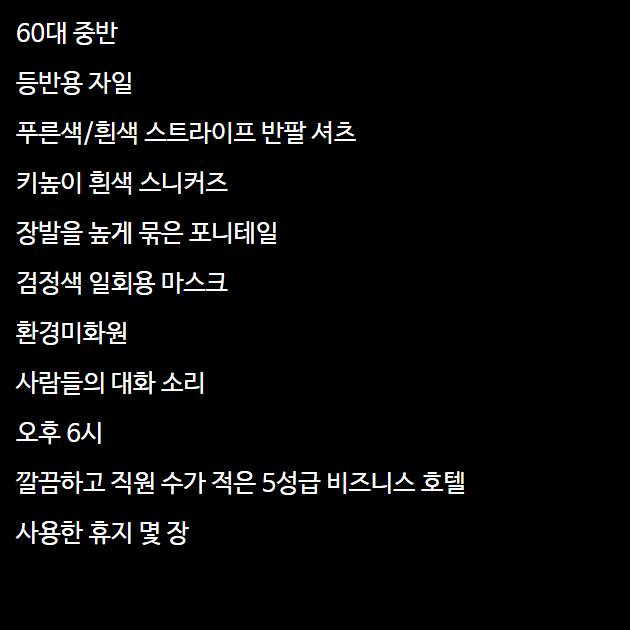 60대 중반
등반용 자일
푸른색/흰색 스트라이프 반팔 셔츠
키높이 흰색 스니커즈
장발을 높게 묶은 포니테일
검정색 일회용 마스크
환경미화원
사람들의 대화 소리
오후 6시
깔끔하고 직원 수가 적은 5성급 비즈니스 호텔
사용한 휴지 몇 장